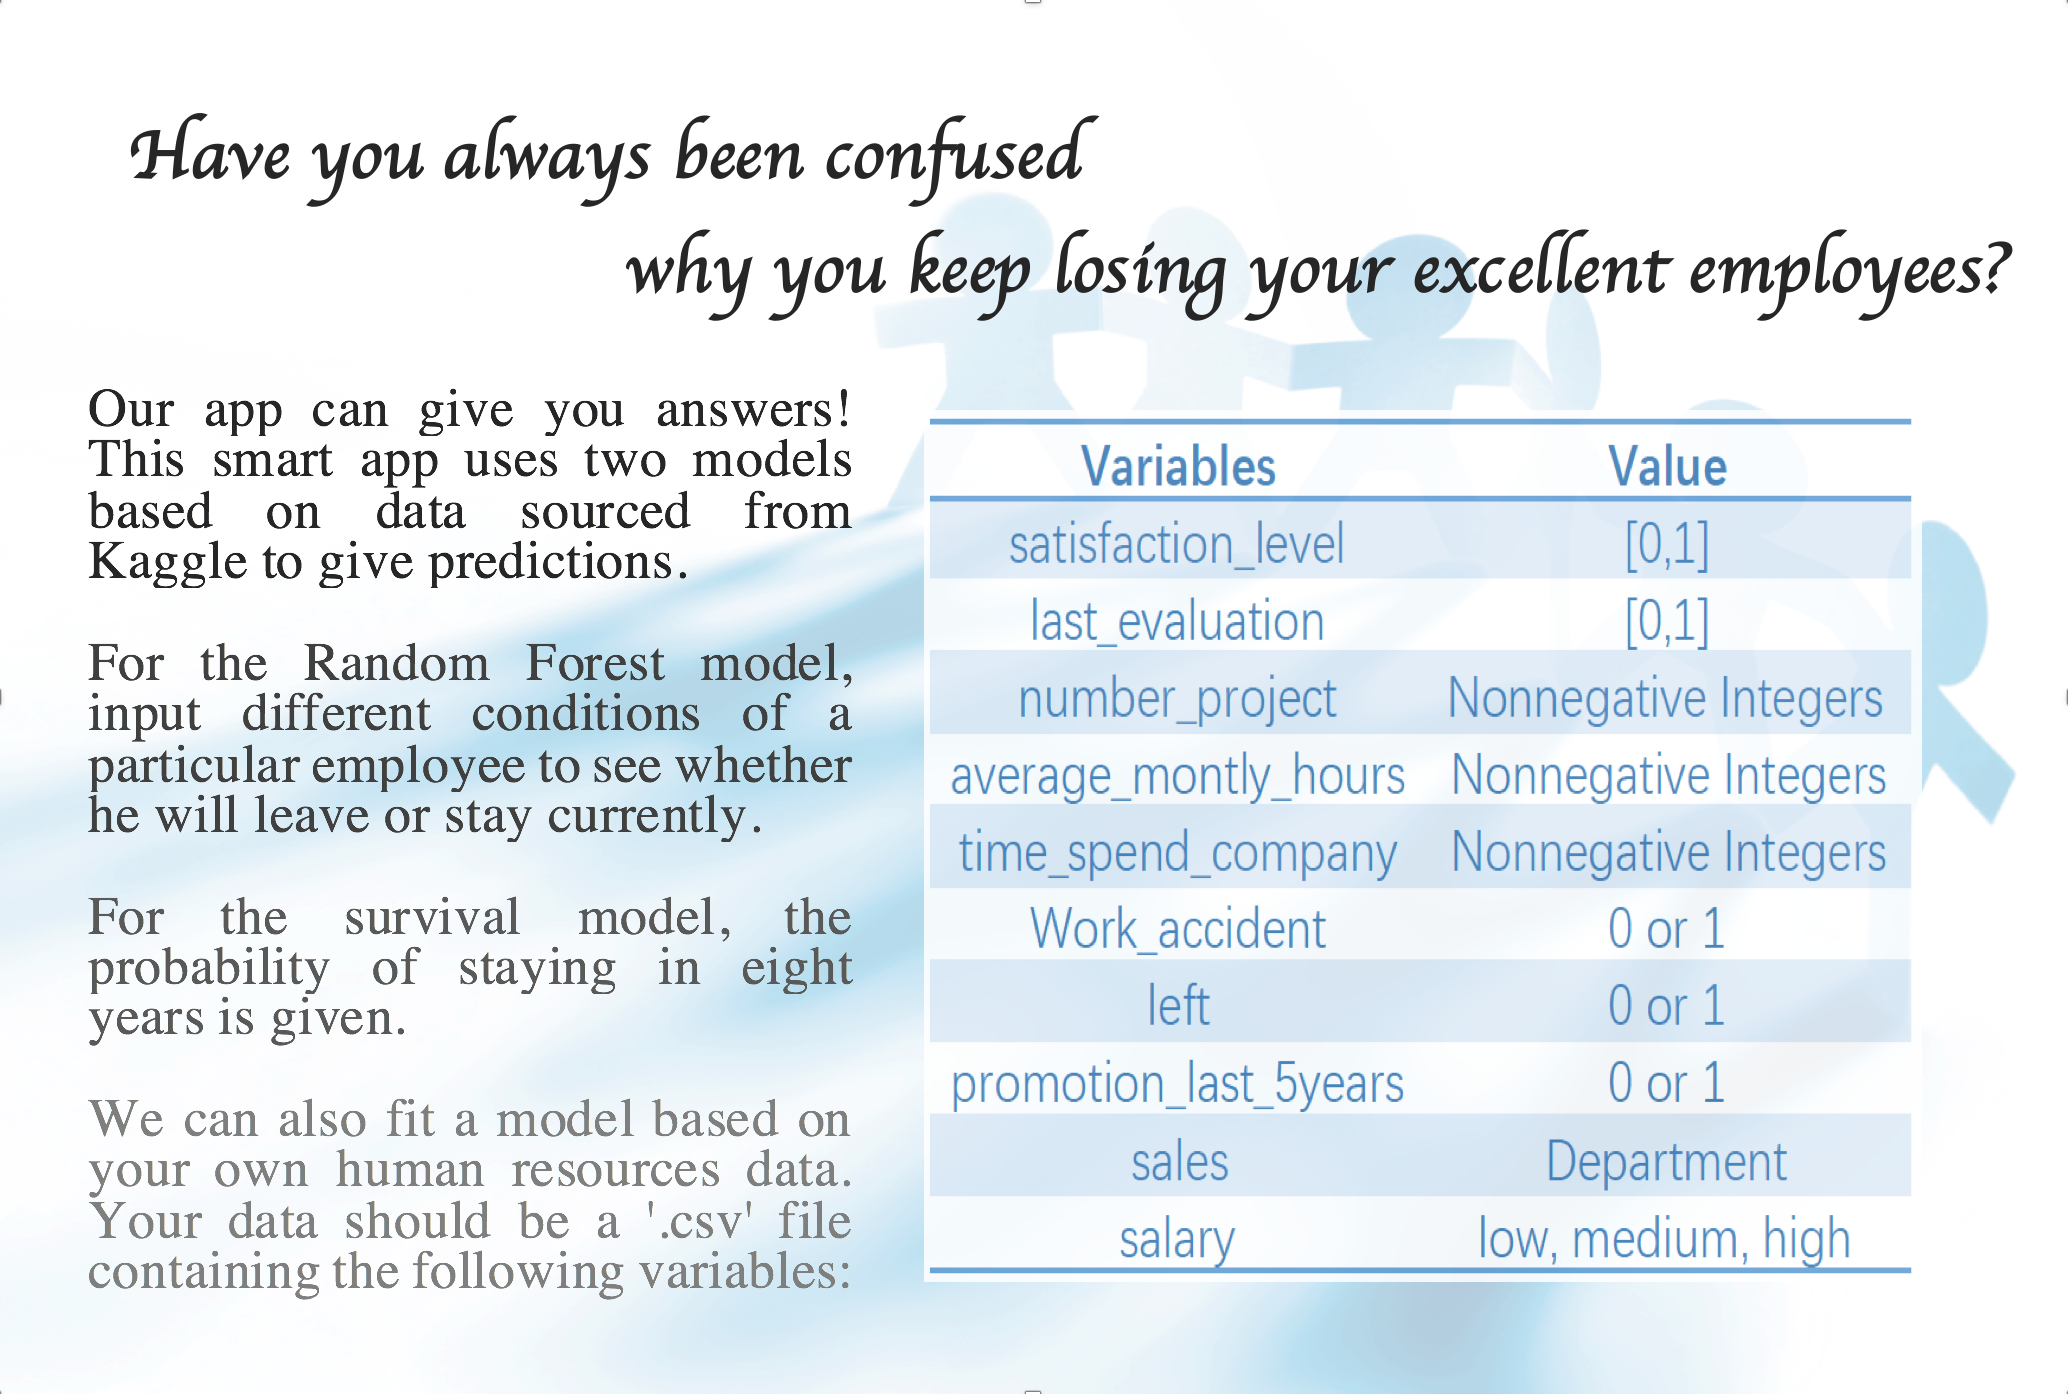 Have you always been confused
why you keep losing your excellent employees?
Our app can give you answers!
This smart app uses two models
based on data sourced from
Kaggle to give predictions.
For the Random Forest model,
input different conditions of a
particular employee to see whether
he will leave or stay currently.
For the survival model, the
probability of staying in eight
years is given.
We can also fit a model based on
your own human resources data.
Your data should be a '.csv' file
containing the following variables:
Variables Value
satisfaction_level [0,1]
last_evaluation [0,1]
number_project Nonnegative Integers
average_montly_hours Nonnegative Integers
time_spend_company Nonnegative Integers
Work_accident 0 or 1
left 0 or 1
promotion_last_5years 0 or 1
sales Department
salary low, medium, high